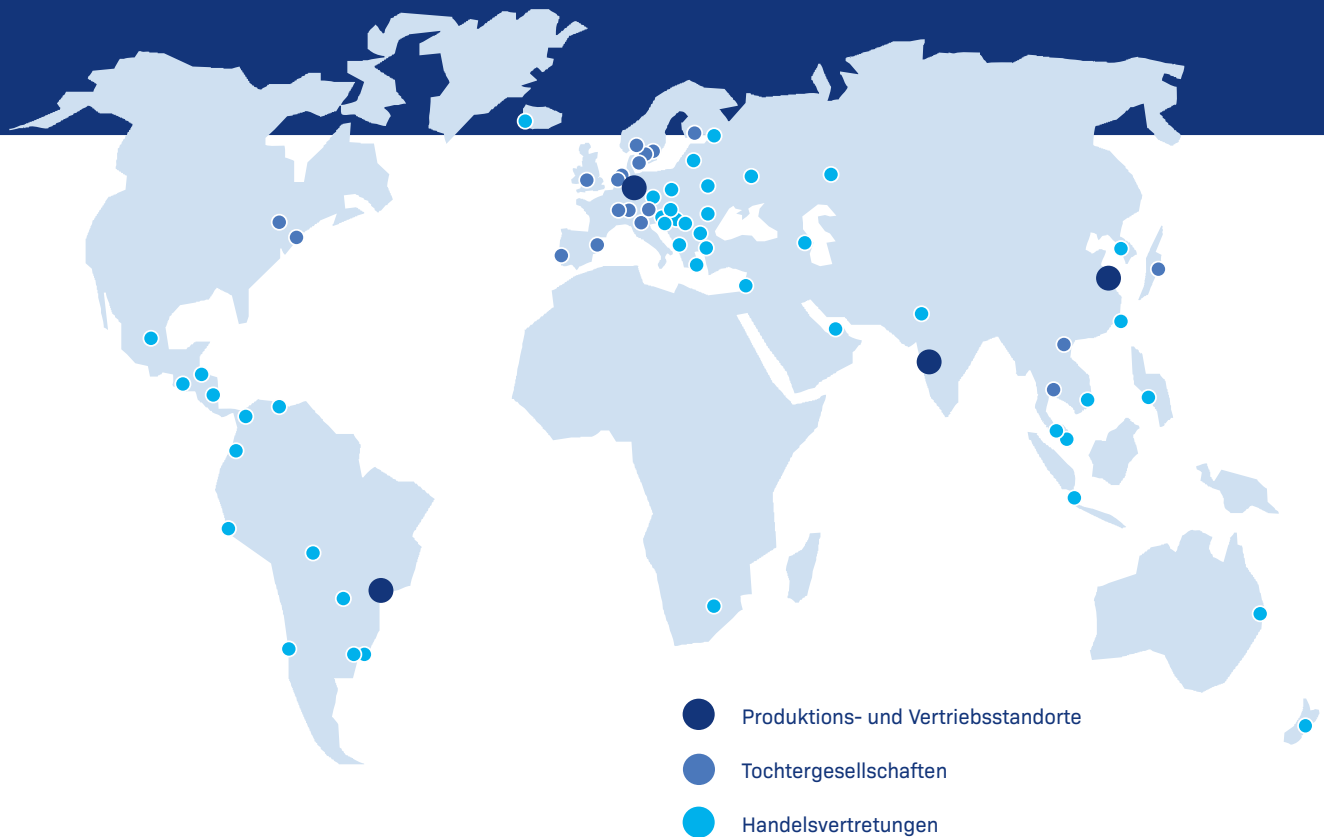 Produktions- und Vertriebsstandorte
Tochtergesellschaften
Handelsvertretungen